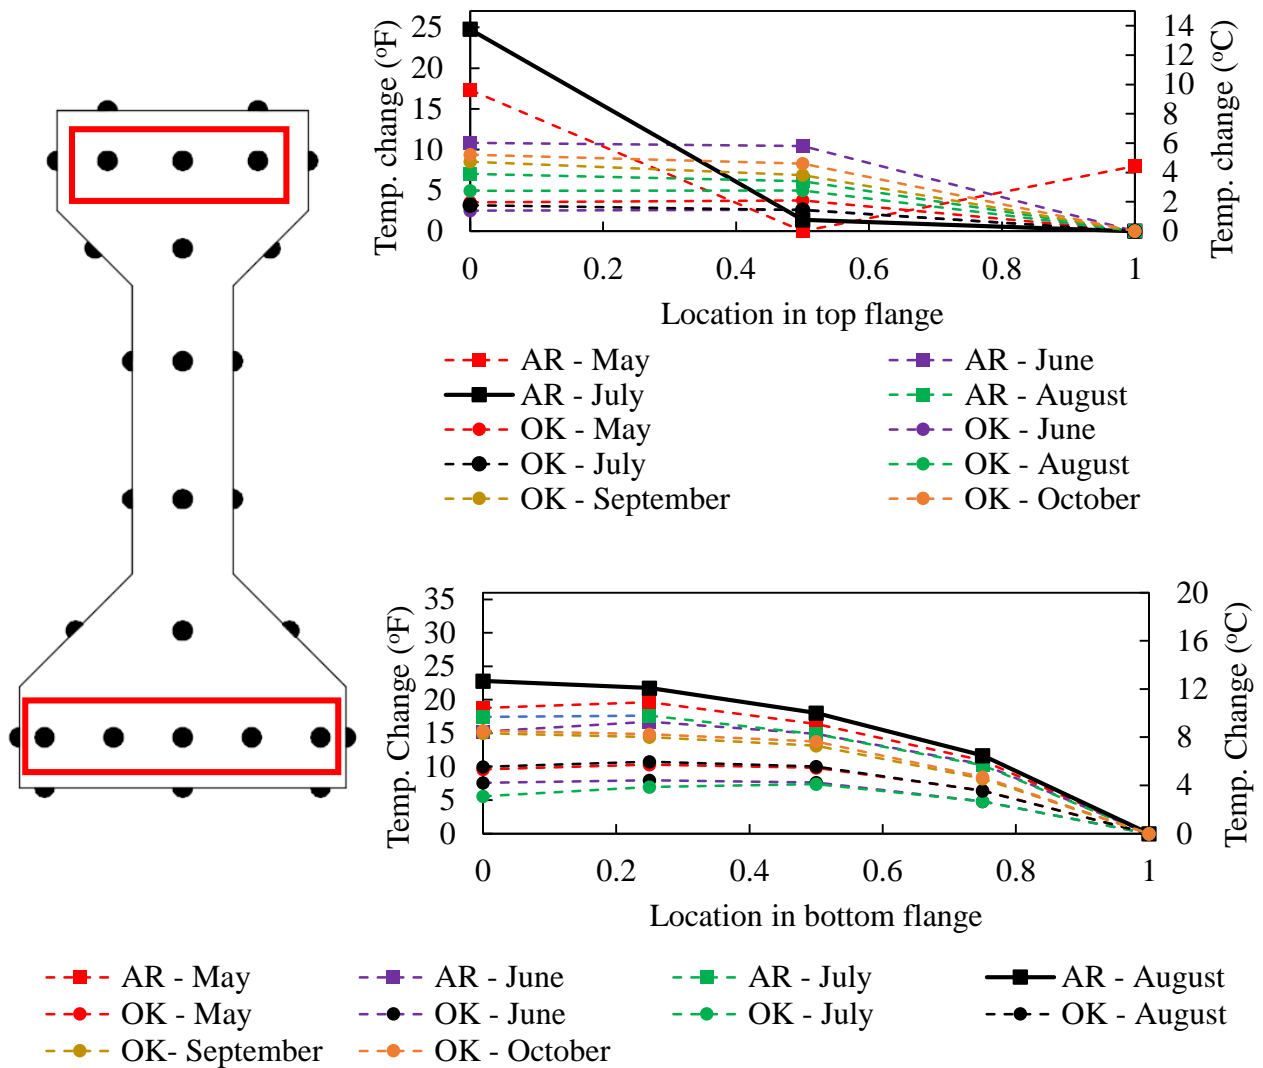 Temp. change (ºF)
25
20
15
10
5
0
14
12
10
8
6
4
2
0
Temp. change (ºC)
0 0.2 0.4 0.6 0.8 1
Location in top flange
AR - May AR - June
AR - July AR - August
OK - May OK - June
OK - July OK - August
OK - September OK - October
Temp. Change (ºF)
35
30
25
20
15
10
5
0
20
16
12
8
4
0
Temp. Change (ºC)
0 0.2 0.4 0.6 0.8 1
Location in bottom flange
AR - May AR - June AR - July AR - August
OK - May OK - June OK - July OK - August
OK- September OK - October